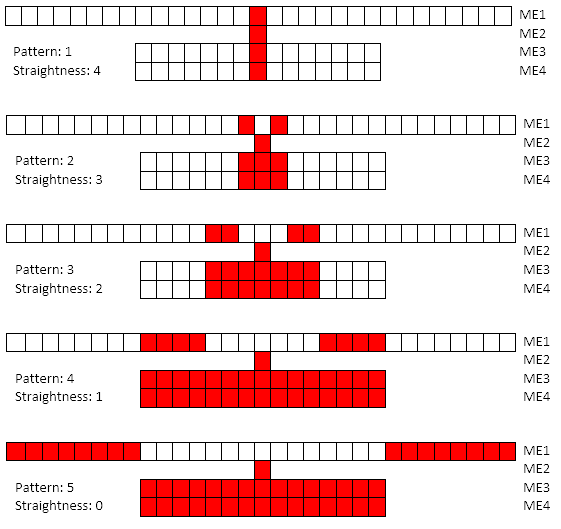 ME1
ME2
Pattern: 1 ME3
Straightness: 4 ME4
ME1
ME2
Pattern: 2 ME3
Straightness: 3 ME4
ME1
ME2
Pattern: 3 ME3
Straightness: 2 ME4
ME1
ME2
Pattern: 4 ME3
Straightness: 1 ME4
ME1
ME2
Pattern: 5 ME3
Straightness: 0 ME4